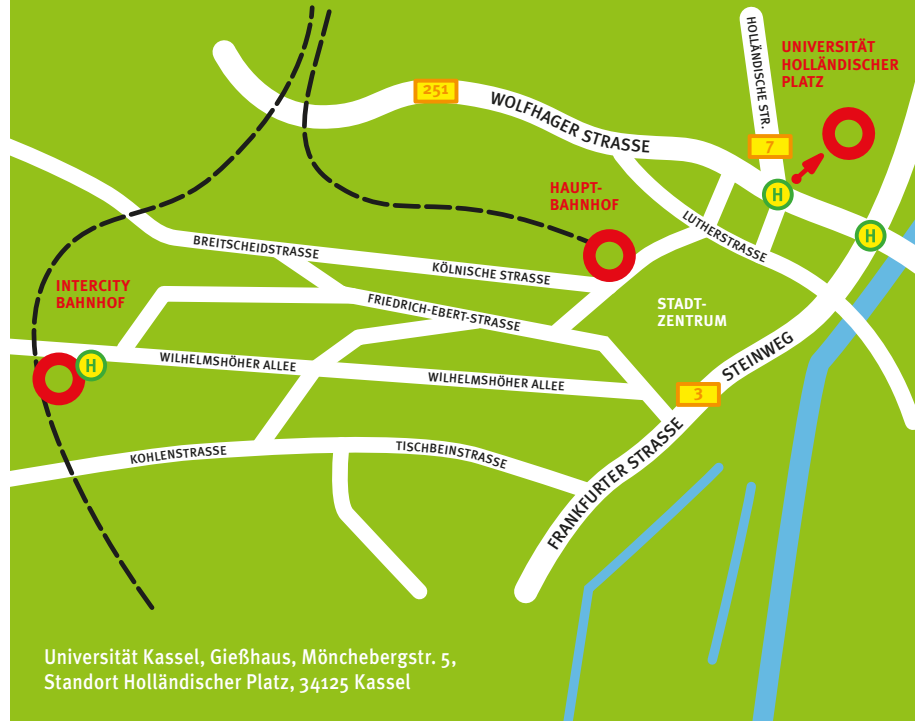 HOLLÄNDISCHE STR.
UNIVERSITÄT
HOLLÄNDISCHER
PLATZ
251
WOLFHAGER STRASSE
7
H
HAUPT-
BAHNHOF
LUTHERSTRASSE
H
BREITSCHEIDSTRASSE
KÖLNISCHE STRASSE
INTERCITY
BAHNHOF
FRIEDRICH-EBERT-STRASSE
STADT-
ZENTRUM
H
WILHELMSHÖHER ALLEE
WILHELMSHÖHER ALLEE
STEINWEG
3
KOHLENSTRASSE
TISCHBEINSTRASSE
FRANKFURTER STRASSE
Universität Kassel, Gießhaus, Mönchebergstr. 5,
Standort Holländischer Platz, 34125 Kassel